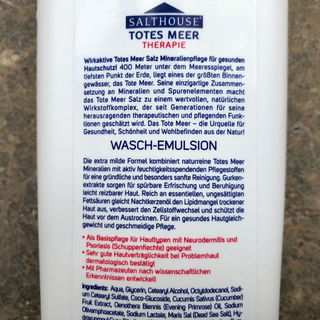 SALTHOUSE®
TOTES MEER
THERAPIE
Wirkaktive Totes Meer Salz Mineralienpflege für gesunden
Hautschutz! 400 Meter unter dem Meeresspiegel, am
tiefsten Punkt der Erde, liegt eines der größten Binnenge-
wässer, das Tote Meer. Seine einzigartige Zusammen-
setzung an Mineralien und Spurenelementen macht
das Tote Meer Salz zu einem wertvollen, natürlichen
Wirkstoffkomplex, der seit Generationen für seine
herausragenden therapeutischen und pflegenden Funk-
tionen geschätzt wird. Das Tote Meer – die Urquelle für
Gesundheit, Schönheit und Wohlbefinden aus der Natur!
WASCH-EMULSION
Die extra milde Formel kombiniert naturreine Totes Meer
Mineralien mit aktiv feuchtigkeitsspendenden Pflegestoffen
für eine gründliche und besonders sanfte Reinigung. Gurken-
extrakte sorgen für spürbare Erfrischung und Beruhigung
leicht reizbarer Haut. Reich an essentiellen, ungesättigten
Fettsäuren gleicht Nachtkerzenöl den Lipidmangel trockener
Haut aus, verbessert den Zellstoffwechsel und schützt die
Haut vor dem Austrocknen. Für ein gesundes Hautgleich-
gewicht und geschmeidige Pflege.
• Als Basispflege für Hauttypen mit Neurodermitis und
Psoriasis (Schuppenflechte) geeignet
• Sehr gute Hautverträglichkeit bei Problemhaut
dermatologisch bestätigt
• Mit Pharmazeuten nach wissenschaftlichen
Erkenntnissen entwickelt
Ingredients: Aqua, Glycerin, Cetearyl Alcohol, Octyldodecanol, Sod-
ium Cetearyl Sulfate, Coco-Glucoside, Cucumis Sativus (Cucumber)
Fruit Extract, Oenothera Biennis (Evening Primrose) Oil, Sodium
Olivamphoacetate, Sodium Lactate, Maris Sal (Dead Sea Salt), Hy-